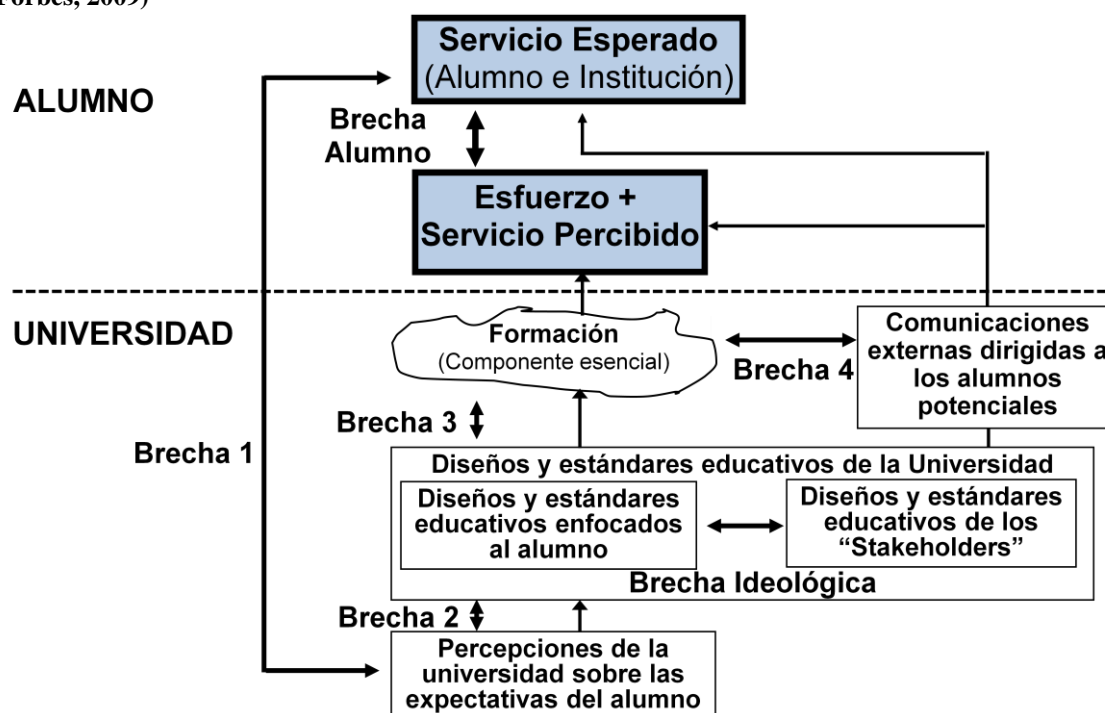 Forbes, 2009)
Servicio Esperado
(Alumno e Institución)
ALUMNO
Brecha
Alumno
Esfuerzo +
Servicio Percibido
UNIVERSIDAD
Formación
(Componente esencial)
Comunicaciones
externas dirigidas a
los alumnos
potenciales
Brecha 4
Brecha 3
Brecha 1
Diseños y estándares educativos de la Universidad
Diseños y estándares
educativos enfocados
al alumno
Diseños y estándares
educativos de los
“Stakeholders”
Brecha Ideológica
Brecha 2
Percepciones de la
universidad sobre las
expectativas del alumno